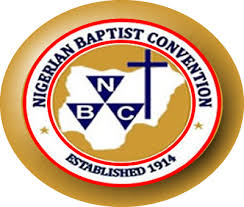 NIGERIAN BAPTIST CONVENTION
N
B C
ESTABLISHED 1914